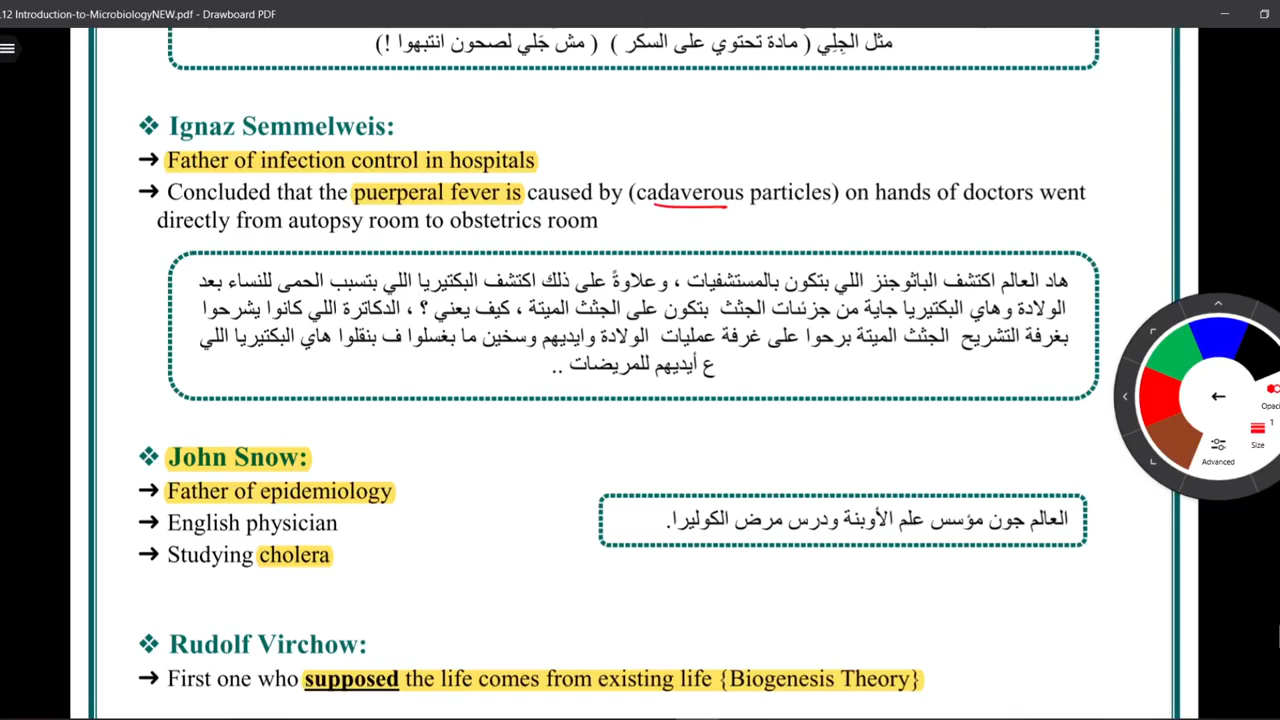 .12 Introduction-to-MicrobiologyNEW.pdf - Drawboard PDF
مثل الجِلِي ( مادة تحتوي على السكر ) ( مش جَلي لصحون انتبهوا !)
❖ Ignaz Semmelweis:
➔ Father of infection control in hospitals
➔ Concluded that the puerperal fever is caused by (cadaverous particles) on hands of doctors went
directly from autopsy room to obstetrics room
هاد العالم اكتشف الباثوجنز اللي بتكون بالمستشفيات ، وعلاوةً على ذلك اكتشف البكتيريا اللي بتسبب الحمى للنساء بعد
الولادة وهاي البكتيريا جاية من جزئيات الجثث بتكون على الجثث الميتة ، كيف يعني ؟ ، الدكاترة اللي كانوا يشرحوا
بغرفة التشريح الجثث الميتة برحوا على غرفة عمليات الولادة وايديهم وسخين ما بغسلوا ف بنقلوا هاي البكتيريا اللي
ع أيديهم للمريضات ..
❖ John Snow:
➔ Father of epidemiology
➔ English physician
➔ Studying cholera
العالم جون مؤسس علم الأوبئة ودرس مرض الكوليرا.
❖ Rudolf Virchow:
➔ First one who supposed the life comes from existing life {Biogenesis Theory}
Opaci
1
Size
Advanced